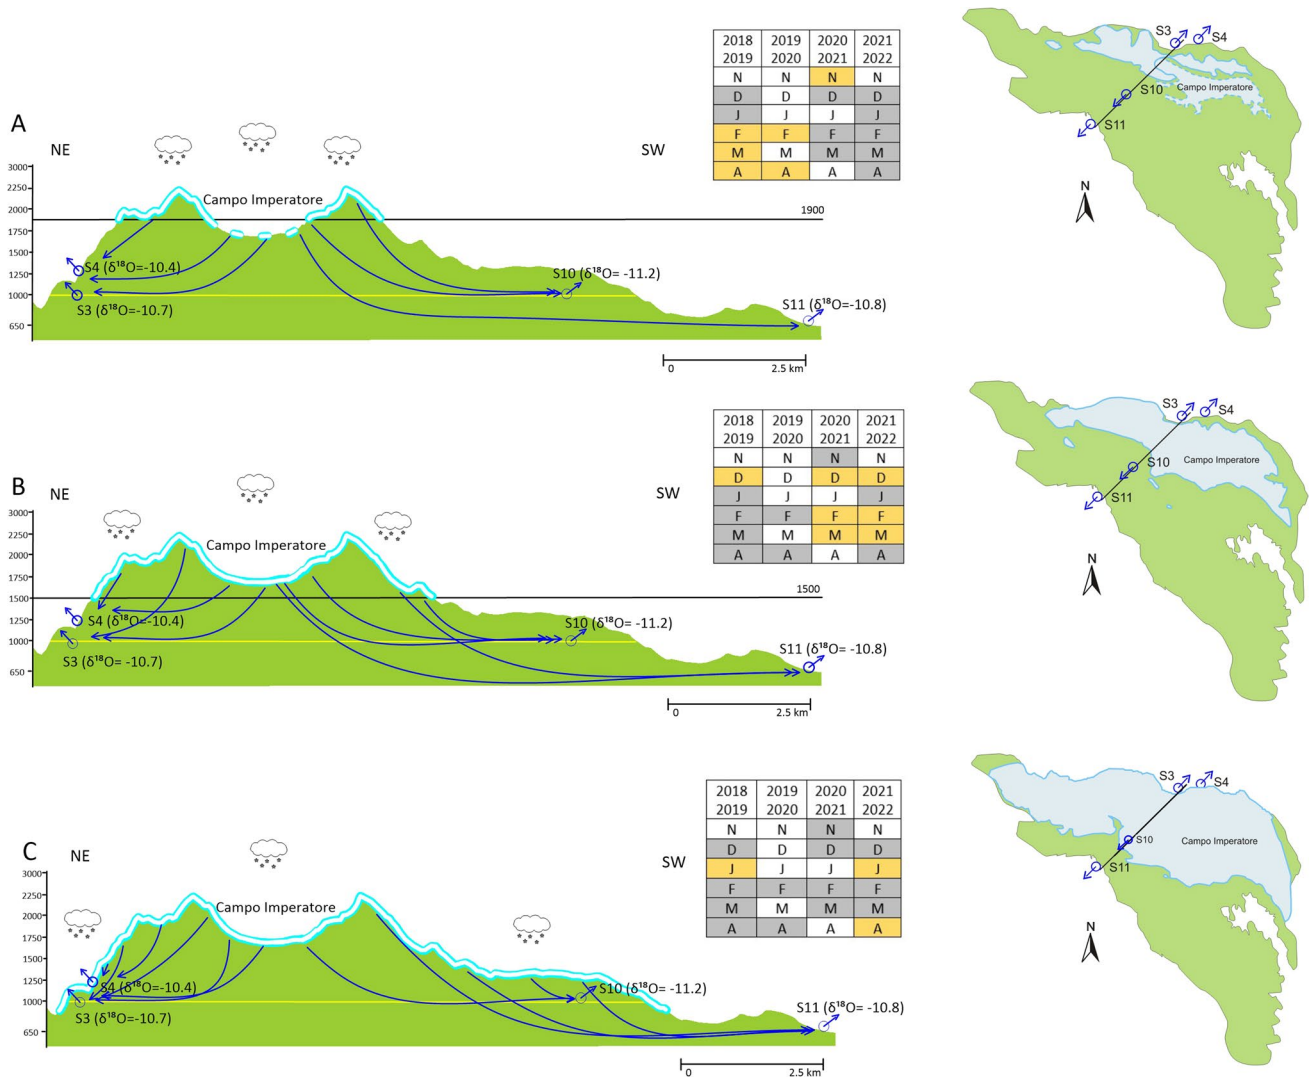 A
NE
SW
2018 2019 2020 2021
2019 2020 2021 2022
N N N N
D D D D
J J J J
F F F F
M M M M
A A A A
3000
2250
2000
1750
1500
1250
1000
650
Campo Imperatore
1900
S4 (δ¹⁸O=-10.4)
S3 (δ¹⁸O=-10.7)
S10 (δ¹⁸O= -11.2)
S11 (δ¹⁸O= -10.8)
0 2.5 km
S3
S4
Campo Imperatore
S10
S11
N
B
NE
SW
2018 2019 2020 2021
2019 2020 2021 2022
N N N N
D D D D
J J J J
F F F F
M M M M
A A A A
3000
2500
2000
1750
1500
1250
1000
650
Campo Imperatore
1500
S4 (δ¹⁸O=-10.4)
S3 (δ¹⁸O= -10.7)
S10 (δ¹⁸O= -11.2)
S11 (δ¹⁸O= -10.8)
0 2.5 km
S3
S4
Campo Imperatore
S10
S11
N
C
NE
SW
2018 2019 2020 2021
2019 2020 2021 2022
N N N N
D D D D
J J J J
F F F F
M M M M
A A A A
3000
2250
2000
1750
1500
1250
1000
650
Campo Imperatore
S4 (δ¹⁸O=-10.4)
S3 (δ¹⁸O=-10.7)
S10 (δ¹⁸O= -11.2)
S11 (δ¹⁸O= -10.8)
0 2.5 km
S3
S4
S10
Campo Imperatore
S11
N